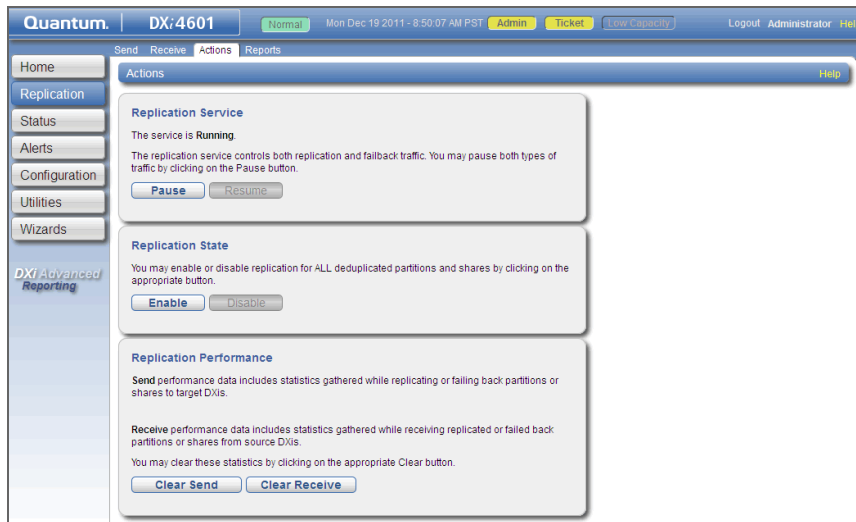 Quantum. DXi4601 Normal Mon Dec 19 2011 - 8:50:07 AM PST Admin Ticket Low Capacity Logout Administrator Hel
Send Receive Actions Reports
Home
Replication
Status
Alerts
Configuration
Utilities
Wizards
DXi Advanced
Reporting
Actions Help
Replication Service
The service is Running.
The replication service controls both replication and failback traffic. You may pause both types of
traffic by clicking on the Pause button.
Pause Resume
Replication State
You may enable or disable replication for ALL deduplicated partitions and shares by clicking on the
appropriate button.
Enable Disable
Replication Performance
Send performance data includes statistics gathered while replicating or failing back partitions or
shares to target DXis.
Receive performance data includes statistics gathered while receiving replicated or failed back
partitions or shares from source DXis.
You may clear these statistics by clicking on the appropriate Clear button.
Clear Send Clear Receive